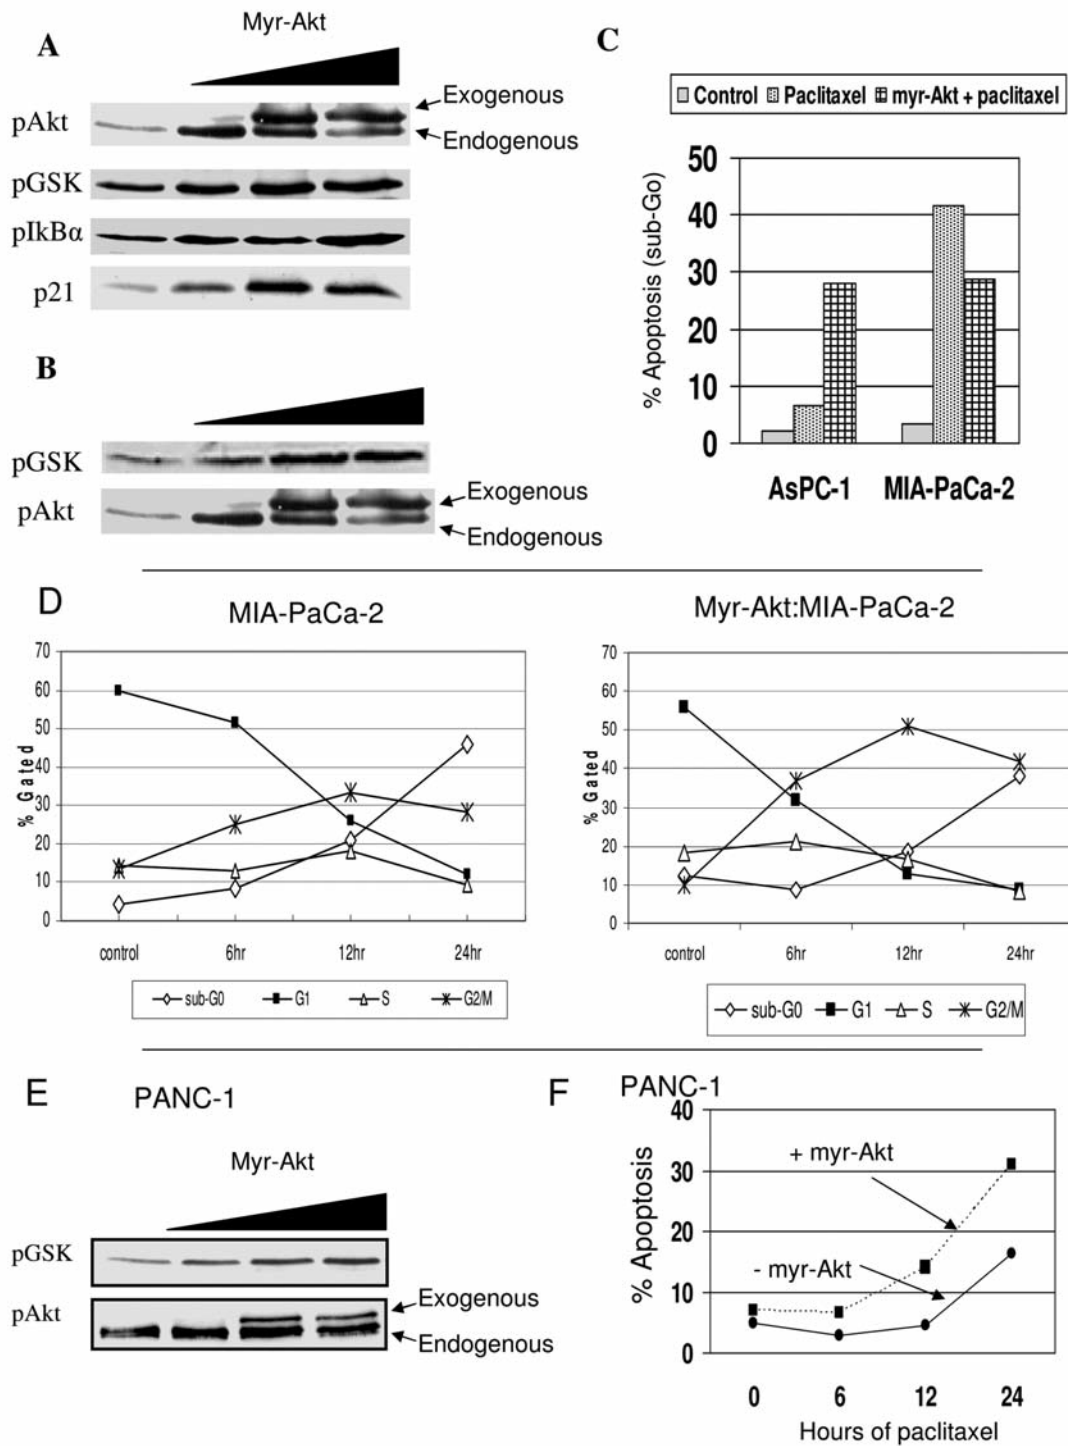 A
Myr-Akt
pAkt
Exogenous
Endogenous
pGSK
pIkBα
p21
B
pGSK
pAkt
Exogenous
Endogenous
C
Control Paclitaxel myr-Akt + paclitaxel
% Apoptosis (sub-Go)
50
40
30
20
10
0
AsPC-1 MIA-PaCa-2
D
MIA-PaCa-2
% Gated
70
60
50
40
30
20
10
0
control 6hr 12hr 24hr
sub-G0 G1 S G2/M
Myr-Akt:MIA-PaCa-2
% Gated
70
60
50
40
30
20
10
0
control 6hr 12hr 24hr
sub-G0 G1 S G2/M
E
PANC-1
Myr-Akt
pGSK
pAkt
Exogenous
Endogenous
F
PANC-1
% Apoptosis
40
30
20
10
0
+ myr-Akt
- myr-Akt
0 6 12 24
Hours of paclitaxel